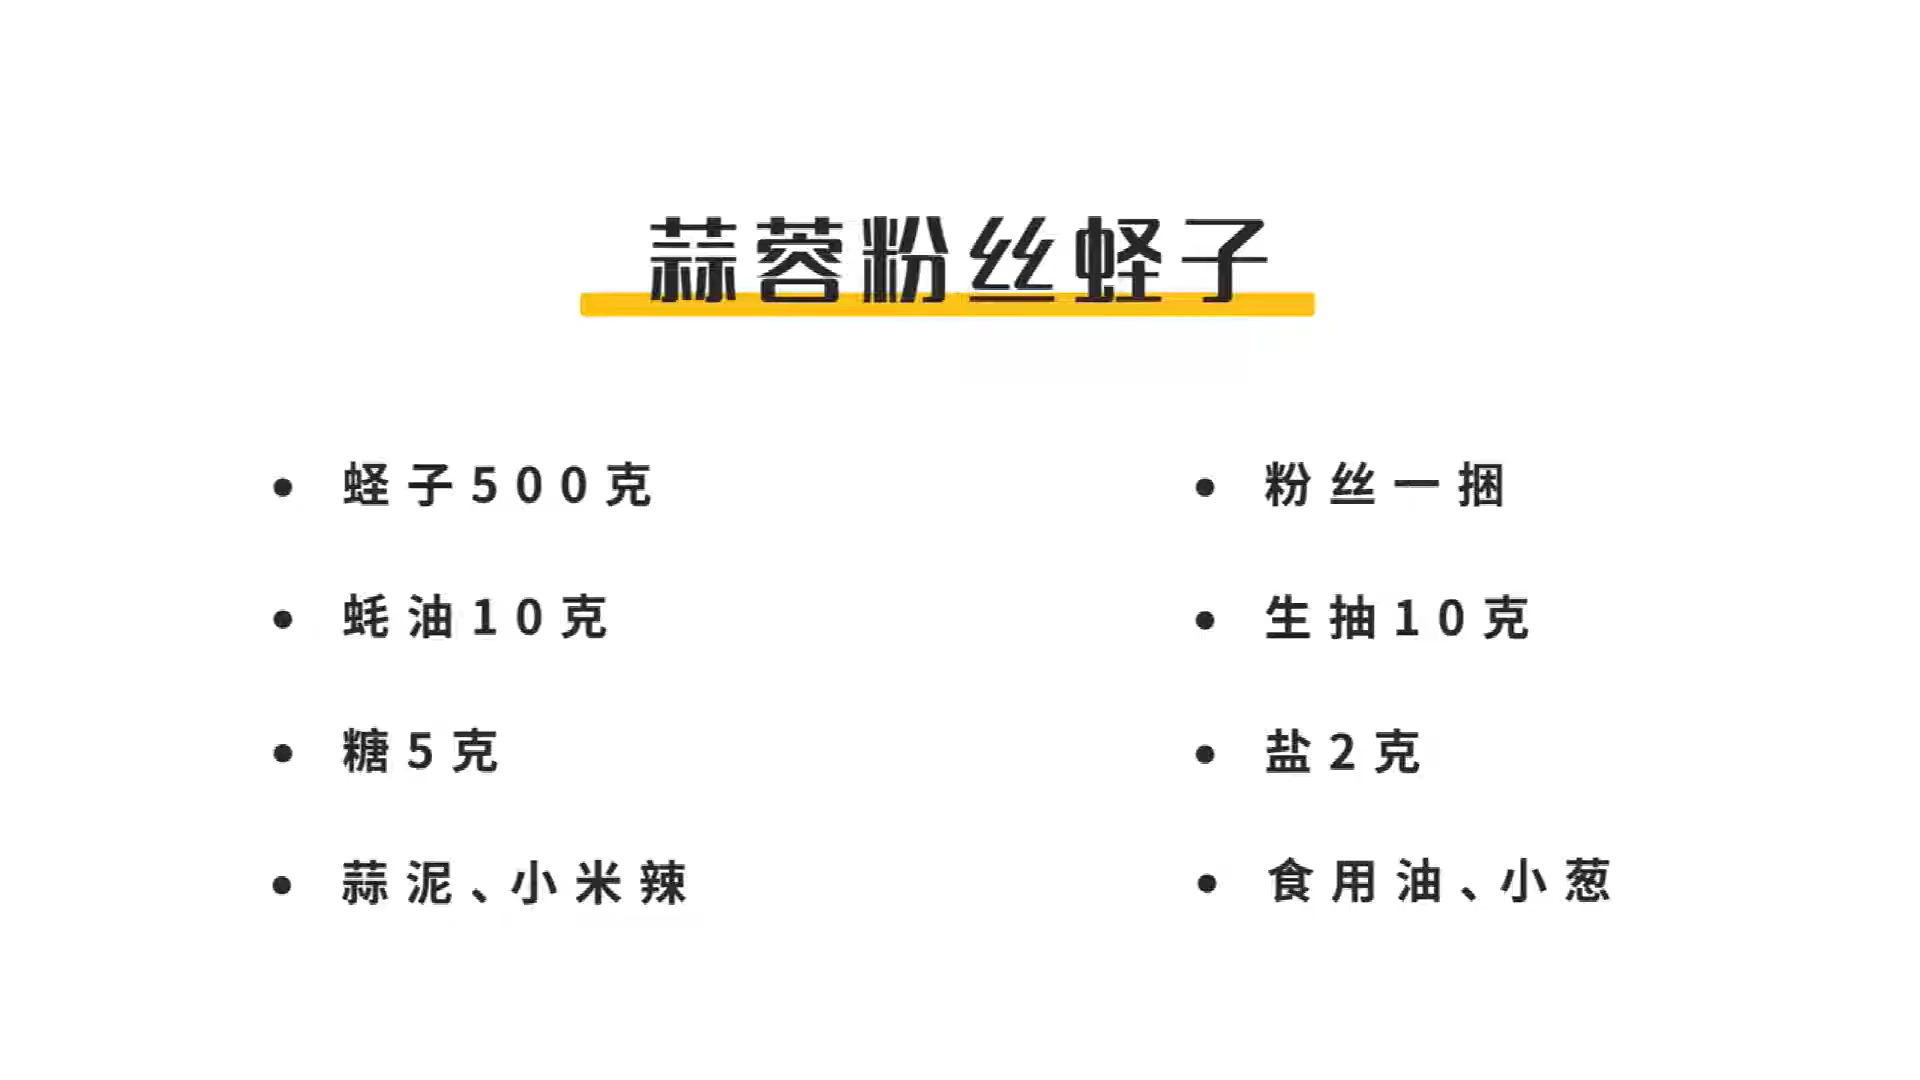 蒜蓉粉丝蛏子
蛏子500克
粉丝一捆
蚝油10克
生抽10克
糖5克
盐2克
蒜泥、小米辣
食用油、小葱